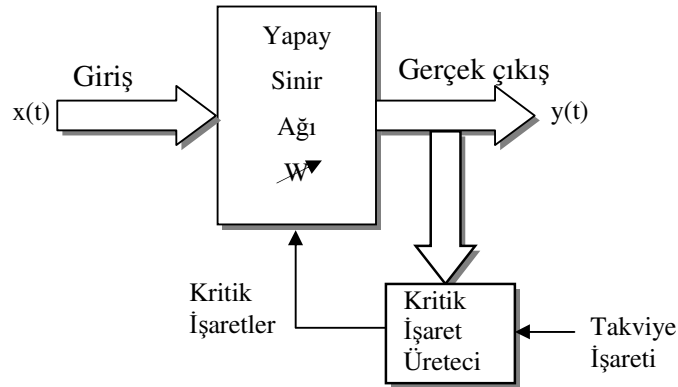 Yapay
Sinir
Ağı
W
Giriş
x(t)
Gerçek çıkış
y(t)
Kritik
İşaretler
Kritik
İşaret
Üreteci
Takviye
İşareti